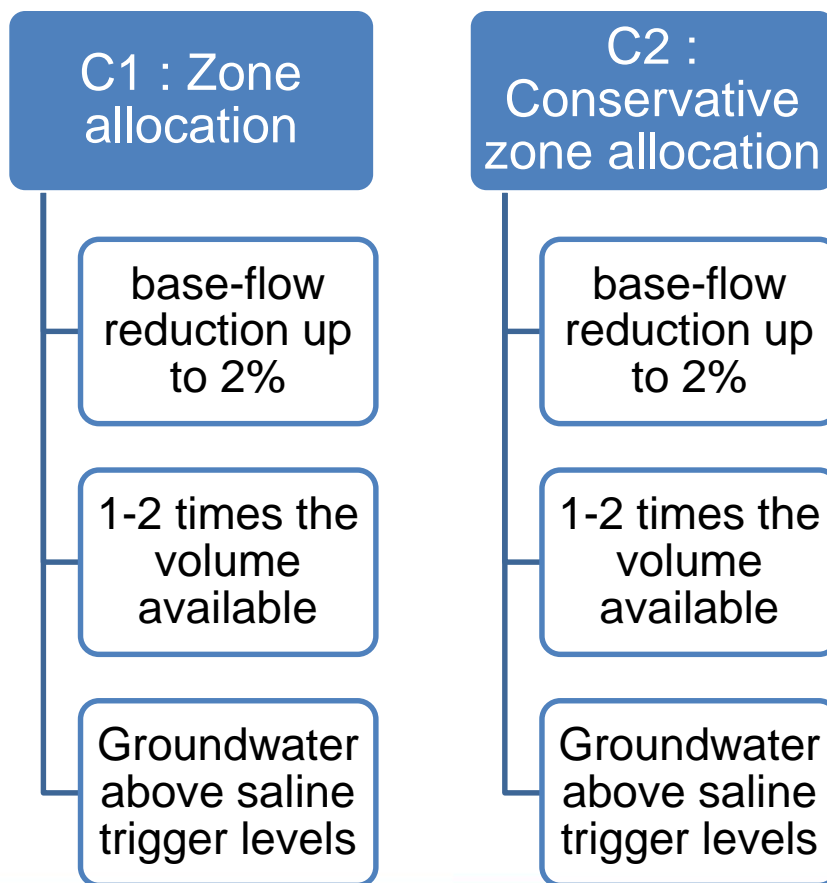 C1 : Zone
allocation
base-flow
reduction up
to 2%
1-2 times the
volume
available
Groundwater
above saline
trigger levels
C2 :
Conservative
zone allocation
base-flow
reduction up
to 2%
1-2 times the
volume
available
Groundwater
above saline
trigger levels